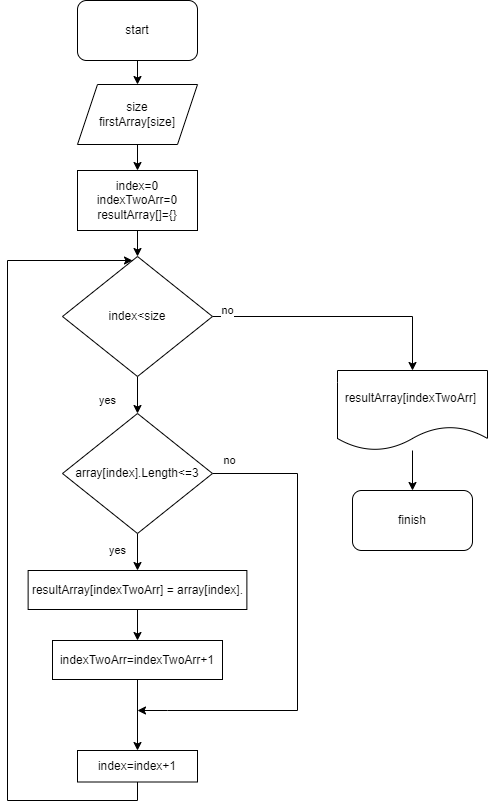 start
size
firstArray[size]
index=0
indexTwoArr=0
resultArray[]={}
index<size
no
yes
resultArray[indexTwoArr]
array[index].Length<=3
no
finish
yes
resultArray[indexTwoArr] = array[index].
indexTwoArr=indexTwoArr+1
index=index+1